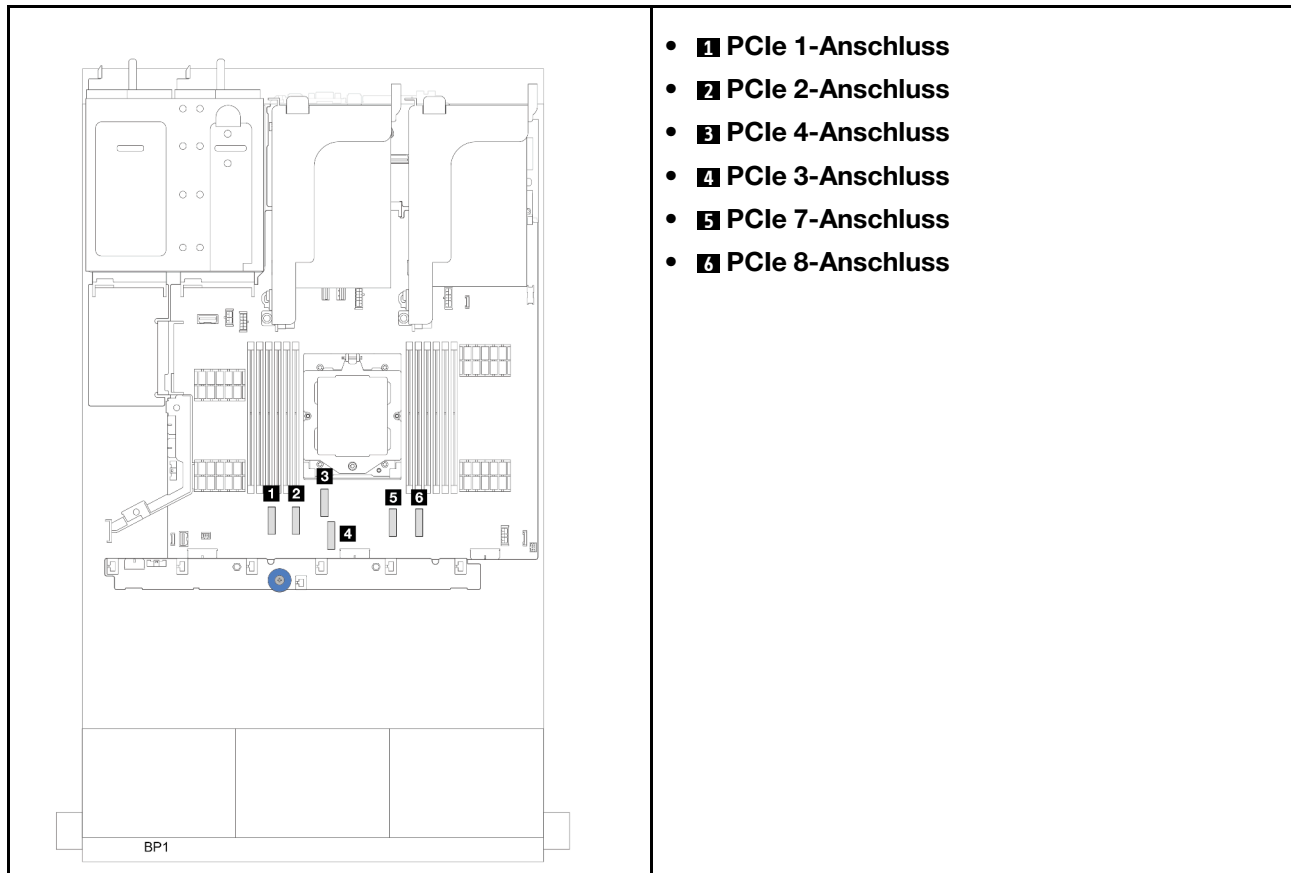 3
1 2
5 6
4
BP1
• 1 PCIe 1-Anschluss
• 2 PCIe 2-Anschluss
• 3 PCIe 4-Anschluss
• 4 PCIe 3-Anschluss
• 5 PCIe 7-Anschluss
• 6 PCIe 8-Anschluss